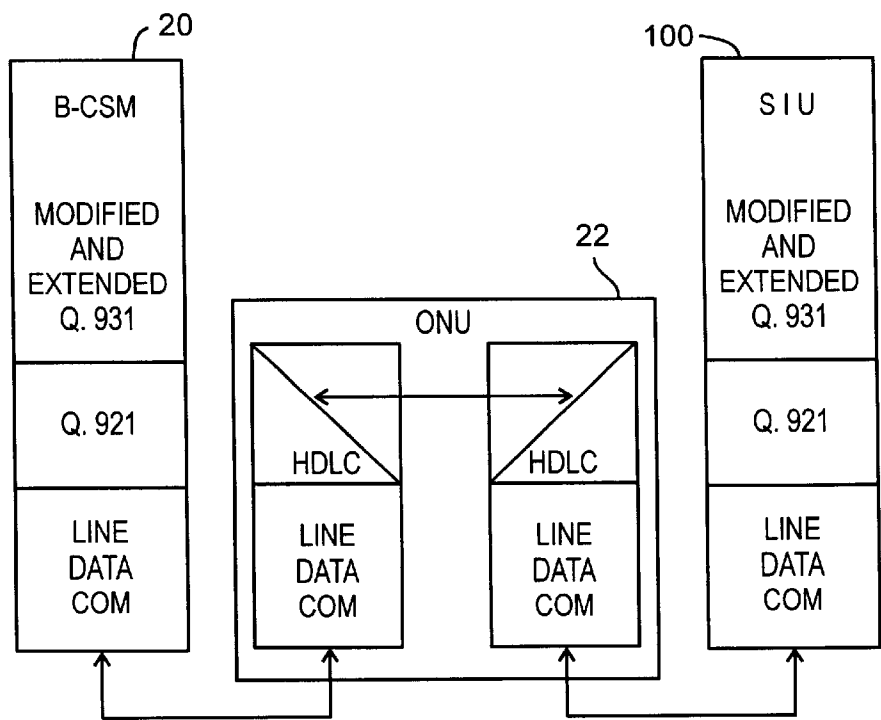 20
B-CSM
MODIFIED
AND
EXTENDED
Q. 931
Q. 921
LINE
DATA
COM
22
ONU
HDLC
LINE
DATA
COM
HDLC
LINE
DATA
COM
100
S I U
MODIFIED
AND
EXTENDED
Q. 931
Q. 921
LINE
DATA
COM